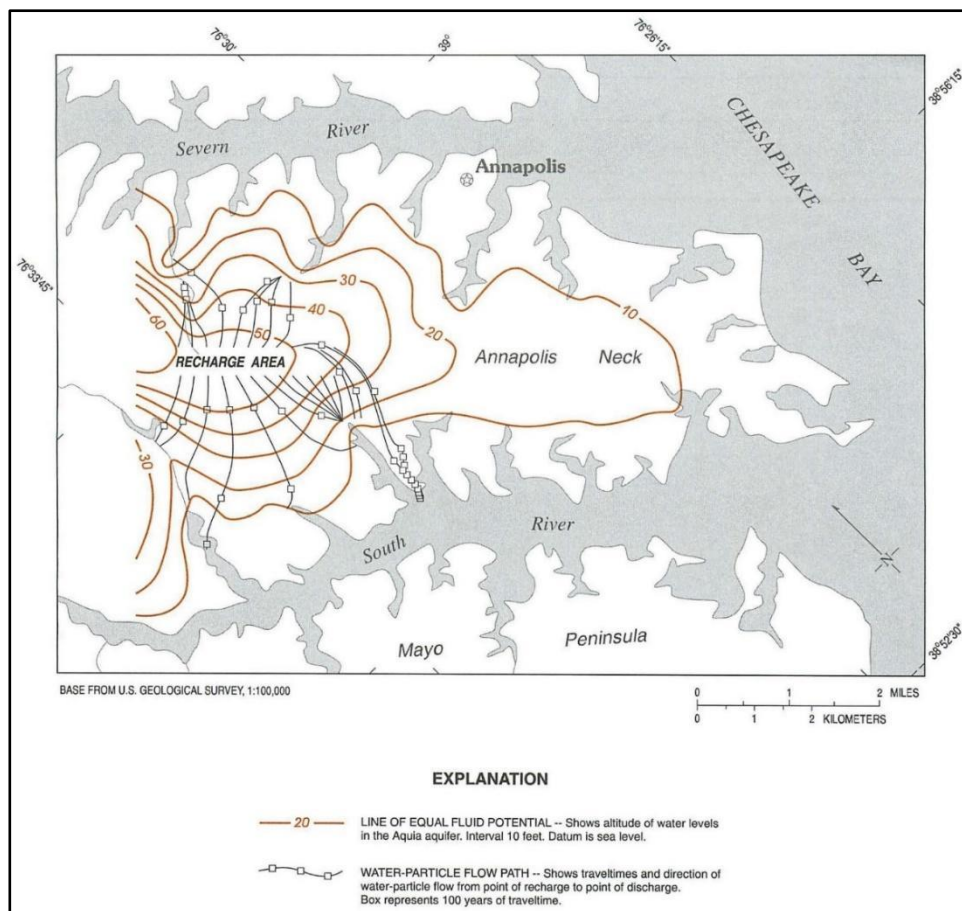 76°30'
39°
76°26'15"
38°56'15"
CHESAPEAKE
BAY
Severn River
Annapolis
76°33'45"
30
40
60
50
20
10
RECHARGE AREA
Annapolis Neck
30
South River
Mayo Peninsula
N
38°52'30"
BASE FROM U.S. GEOLOGICAL SURVEY, 1:100,000
0 1 2 MILES
0 1 2 KILOMETERS
EXPLANATION
20
LINE OF EQUAL FLUID POTENTIAL -- Shows altitude of water levels
in the Aquia aquifer. Interval 10 feet. Datum is sea level.
WATER-PARTICLE FLOW PATH -- Shows traveltimes and direction of
water-particle flow from point of recharge to point of discharge.
Box represents 100 years of traveltime.